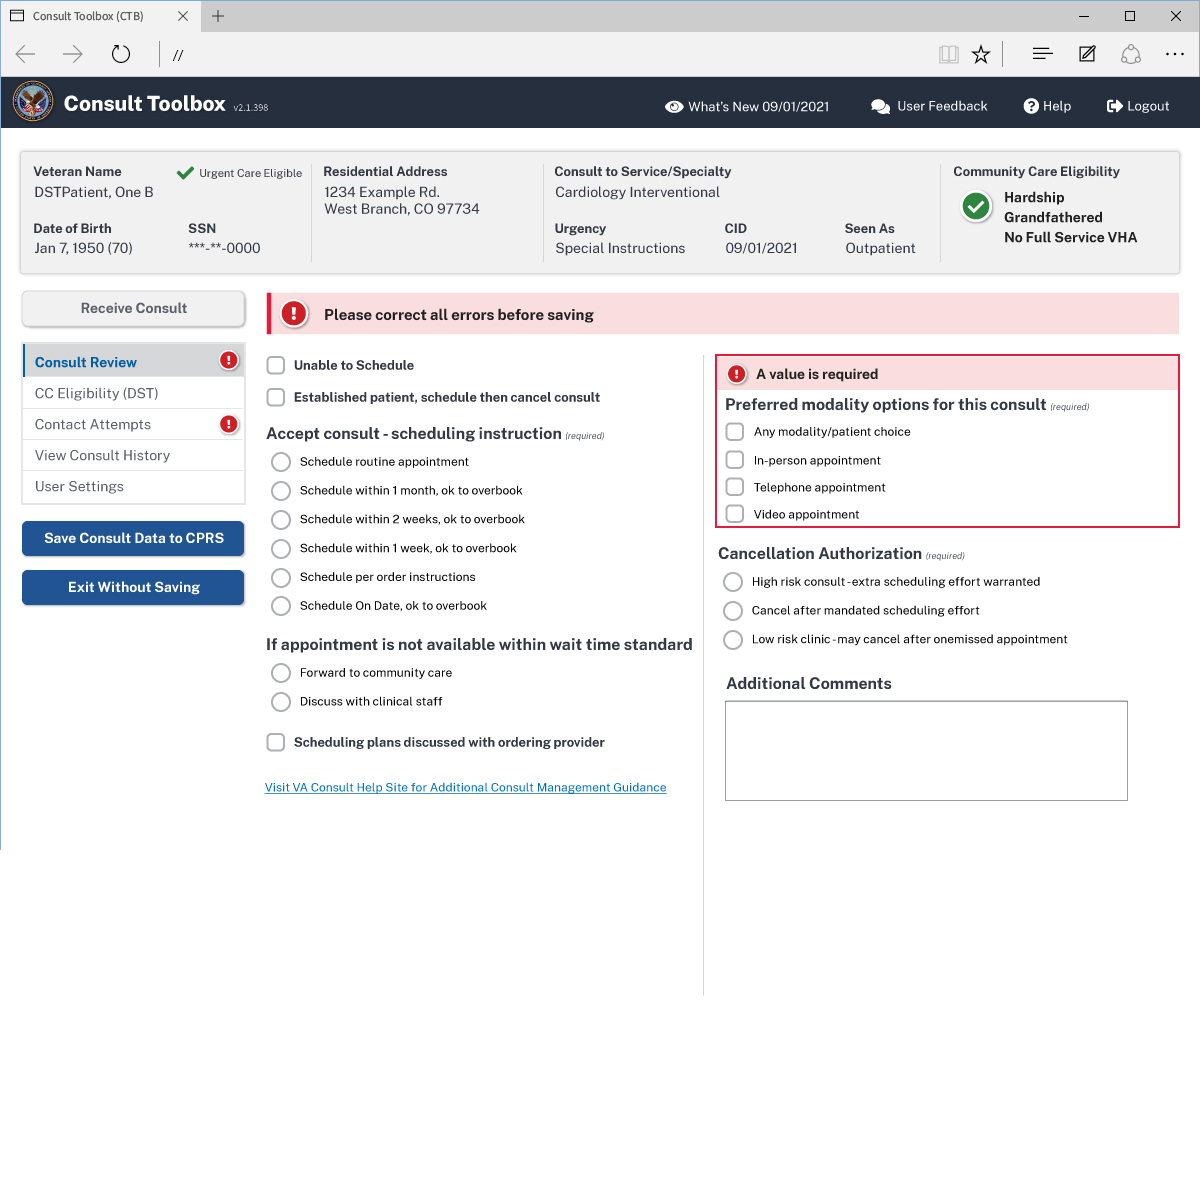 Consult Toolbox (CTB)
//
Consult Toolbox v2.1.398
What's New 09/01/2021
User Feedback
Help
Logout
Veteran Name
Urgent Care Eligible
DSTPatient, One B
Date of Birth
SSN
Jan 7, 1950 (70)
***-**-0000
Residential Address
1234 Example Rd.
West Branch, CO 97734
Consult to Service/Specialty
Cardiology Interventional
Urgency
CID
Seen As
Special Instructions
09/01/2021
Outpatient
Community Care Eligibility
Hardship
Grandfathered
No Full Service VHA
Receive Consult
Consult Review
CC Eligibility (DST)
Contact Attempts
View Consult History
User Settings
Save Consult Data to CPRS
Exit Without Saving
Please correct all errors before saving
Unable to Schedule
Established patient, schedule then cancel consult
Accept consult - scheduling instruction (required)
Schedule routine appointment
Schedule within 1 month, ok to overbook
Schedule within 2 weeks, ok to overbook
Schedule within 1 week, ok to overbook
Schedule per order instructions
Schedule On Date, ok to overbook
If appointment is not available within wait time standard
Forward to community care
Discuss with clinical staff
Scheduling plans discussed with ordering provider
Visit VA Consult Help Site for Additional Consult Management Guidance
A value is required
Preferred modality options for this consult (required)
Any modality/patient choice
In-person appointment
Telephone appointment
Video appointment
Cancellation Authorization (required)
High risk consult - extra scheduling effort warranted
Cancel after mandated scheduling effort
Low risk clinic - may cancel after onemissed appointment
Additional Comments